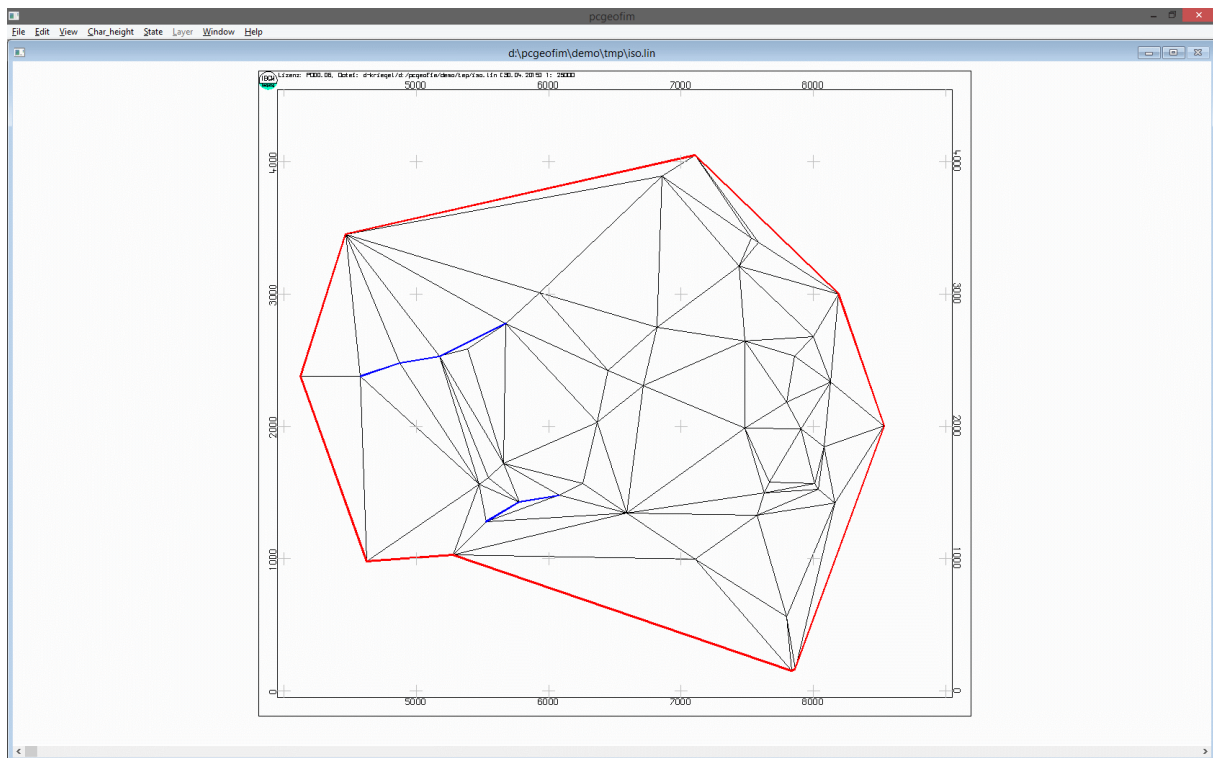 pcgeofim
File Edit View Char_height State Layer Window Help
d:\pcgeofim\demo\tmp\iso.lin
IBGW
Lizenz: P000.06, Datei: d-kriegel/d:/pcgeofim/demo/tmp/iso.lin (30.04.2015) 1: 25000
5000 6000 7000 8000
4000 4000
3000 3000
2000 2000
1000 1000
0 0
5000 6000 7000 8000